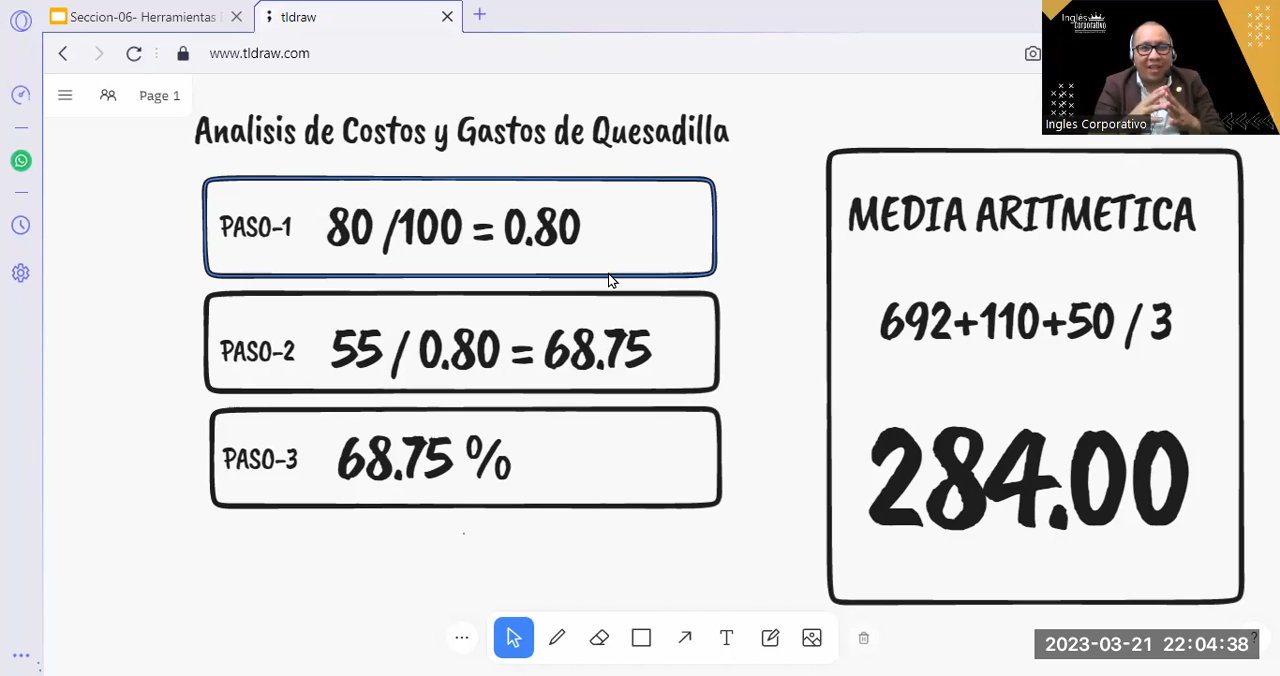 Seccion-06- Herramientas
tldraw
www.tldraw.com
Page 1
Inglés
Corporativo
Ingles Corporativo
Analisis de Costos y Gastos de Quesadilla
PASO-1 80 /100 = 0.80
PASO-2 55 / 0.80 = 68.75
PASO-3 68.75 %
MEDIA ARITMETICA
692+110+50 / 3
284.00
2023-03-21 22:04:38